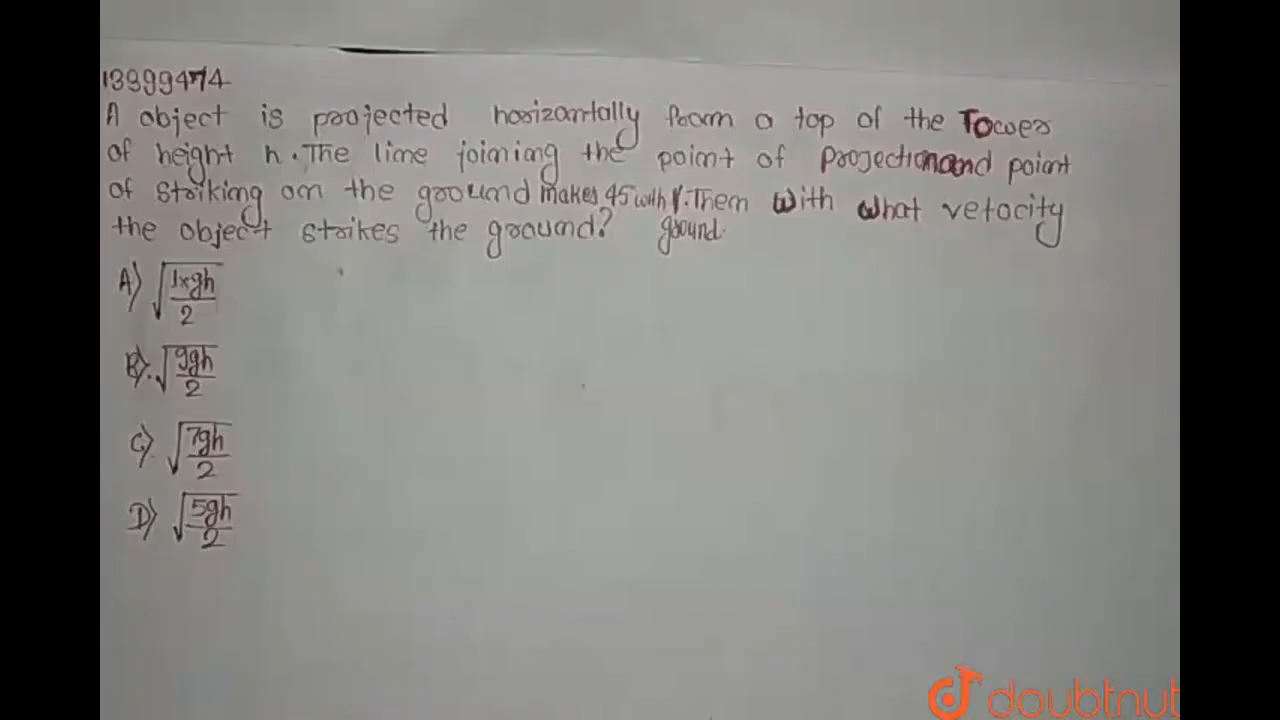 13999474
A object is projected horizontally from a top of the Tower
of height h. The line joining the point of projection and point
of striking on the ground makes 45 with Y. Then with what velocity
the object strikes the ground? ground.
A) √1xgh/2
B). √9gh/2
C) √7gh/2
D) √5gh/2
doubtnut